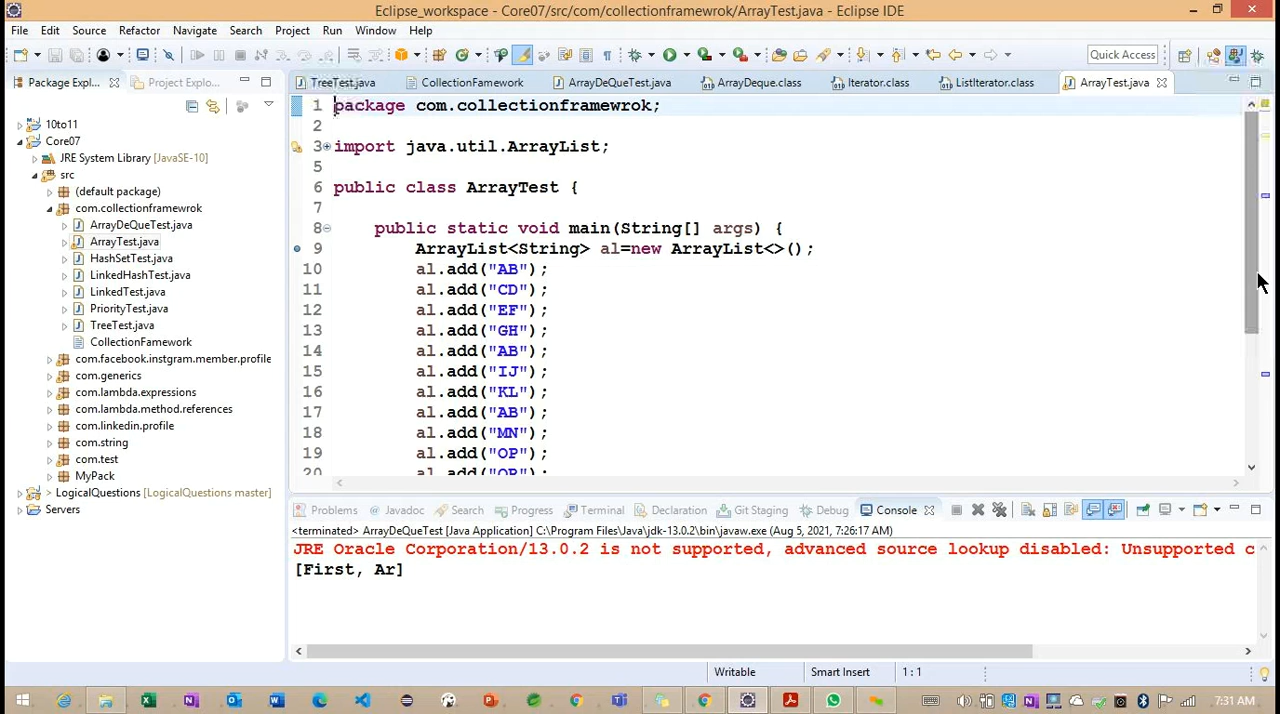 Eclipse_workspace - Core07/src/com/collectionframewrok/ArrayTest.java - Eclipse IDE
File Edit Source Refactor Navigate Search Project Run Window Help
Quick Access
Package Expl... Project Explo...
TreeTest.java CollectionFamework ArrayDeQueTest.java ArrayDeque.class Iterator.class ListIterator.class ArrayTest.java
10to11
Core07
JRE System Library [JavaSE-10]
src
(default package)
com.collectionframewrok
ArrayDeQueTest.java
ArrayTest.java
HashSetTest.java
LinkedHashTest.java
LinkedTest.java
PriorityTest.java
TreeTest.java
CollectionFamework
com.facebook.instgram.member.profile
com.generics
com.lambda.expressions
com.lambda.method.references
com.linkedin.profile
com.string
com.test
MyPack
> LogicalQuestions [LogicalQuestions master]
Servers
1 package com.collectionframewrok;
2
3 import java.util.ArrayList;
5
6 public class ArrayTest {
7
8 public static void main(String[] args) {
9 ArrayList<String> al=new ArrayList<>();
10 al.add("AB");
11 al.add("CD");
12 al.add("EF");
13 al.add("GH");
14 al.add("AB");
15 al.add("IJ");
16 al.add("KL");
17 al.add("AB");
18 al.add("MN");
19 al.add("OP");
20 al.add("QR");
Problems Javadoc Search Progress Terminal Declaration Git Staging Debug Console
<terminated> ArrayDeQueTest [Java Application] C:\Program Files\Java\jdk-13.0.2\bin\javaw.exe (Aug 5, 2021, 7:26:17 AM)
JRE Oracle Corporation/13.0.2 is not supported, advanced source lookup disabled: Unsupported c
[First, Ar]
Writable Smart Insert 1 : 1
7:31 AM